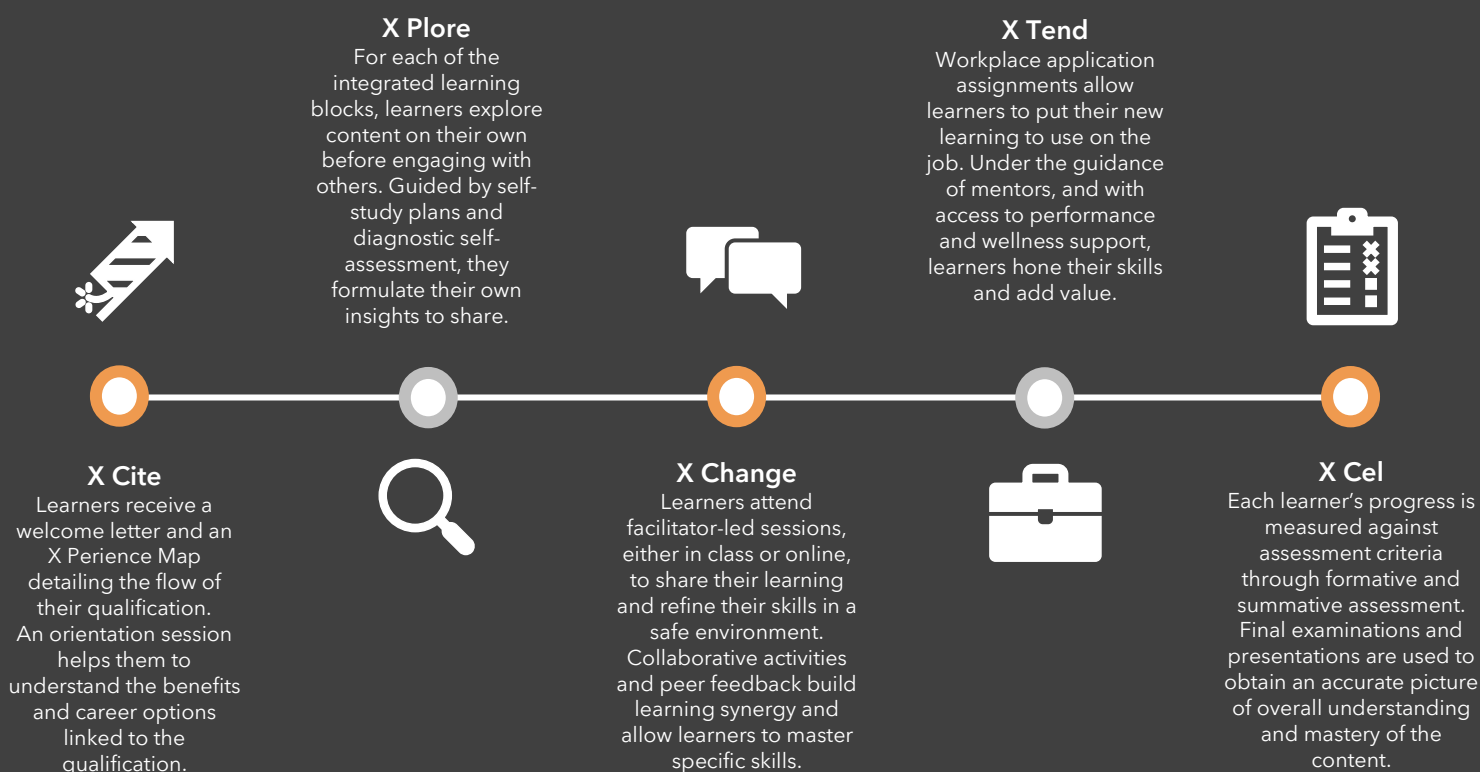 X Plore
For each of the
integrated learning
blocks, learners explore
content on their own
before engaging with
others. Guided by self-
study plans and
diagnostic self-
assessment, they
formulate their own
insights to share.
X Tend
Workplace application
assignments allow
learners to put their new
learning to use on the
job. Under the guidance
of mentors, and with
access to performance
and wellness support,
learners hone their skills
and add value.
X Cite
Learners receive a
welcome letter and an
X Perience Map
detailing the flow of
their qualification.
An orientation session
helps them to
understand the benefits
and career options
linked to the
qualification.
X Change
Learners attend
facilitator-led sessions,
either in class or online,
to share their learning
and refine their skills in a
safe environment.
Collaborative activities
and peer feedback build
learning synergy and
allow learners to master
specific skills.
X Cel
Each learner’s progress is
measured against
assessment criteria
through formative and
summative assessment.
Final examinations and
presentations are used to
obtain an accurate picture
of overall understanding
and mastery of the
content.